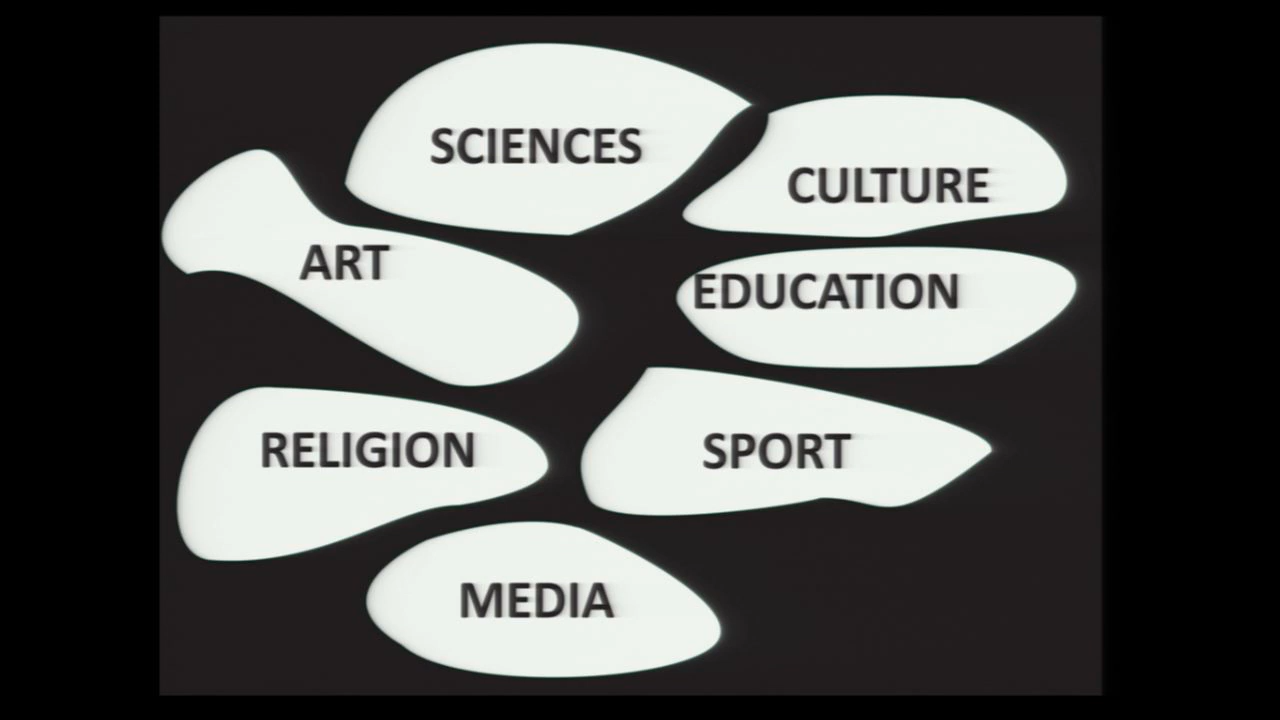 SCIENCES
CULTURE
ART
EDUCATION
RELIGION
SPORT
MEDIA